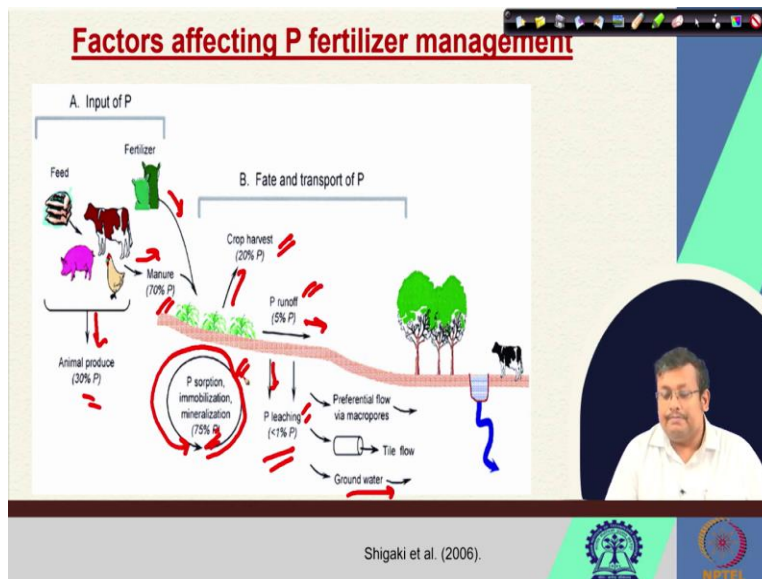 Factors affecting P fertilizer management
A. Input of P
Fertilizer
Feed
B. Fate and transport of P
Crop harvest
(20% P)
Manure
(70% P)
P runoff
(5% P)
Animal produce
(30% P)
P sorption,
immobilization,
mineralization
(75% P)
P leaching
(<1% P)
Preferential flow
via macropores
Tile flow
Ground water
Shigaki et al. (2006).
NPTEL